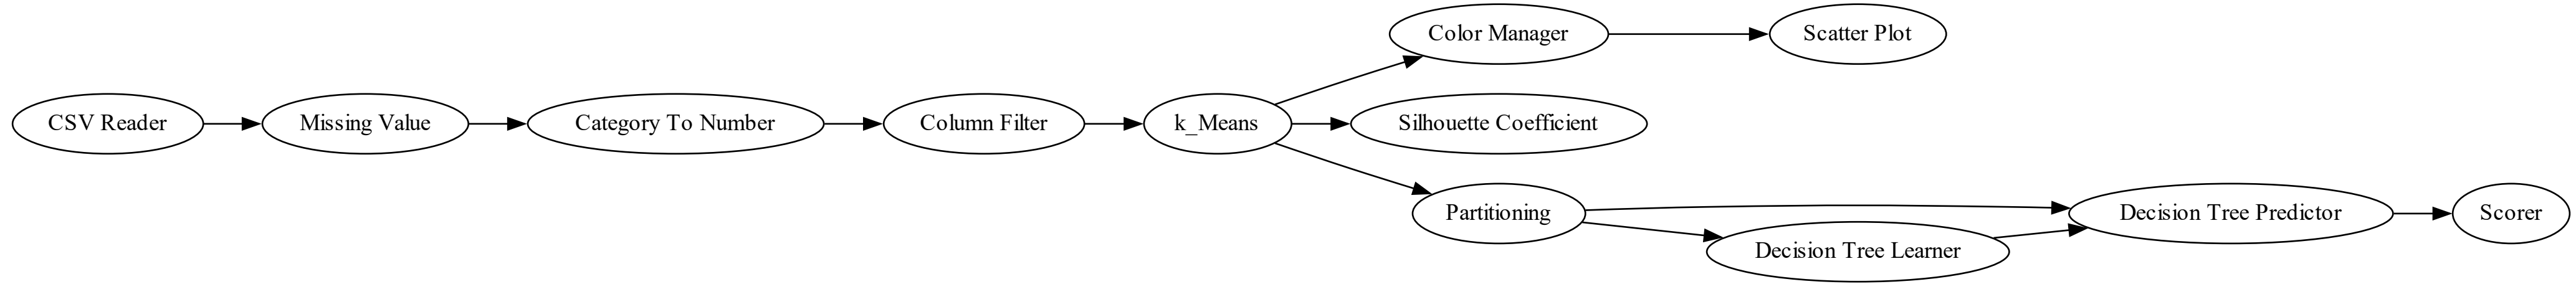 CSV Reader
Missing Value
Category To Number
Column Filter
k_Means
Color Manager
Scatter Plot
Silhouette Coefficient
Partitioning
Decision Tree Learner
Decision Tree Predictor
Scorer